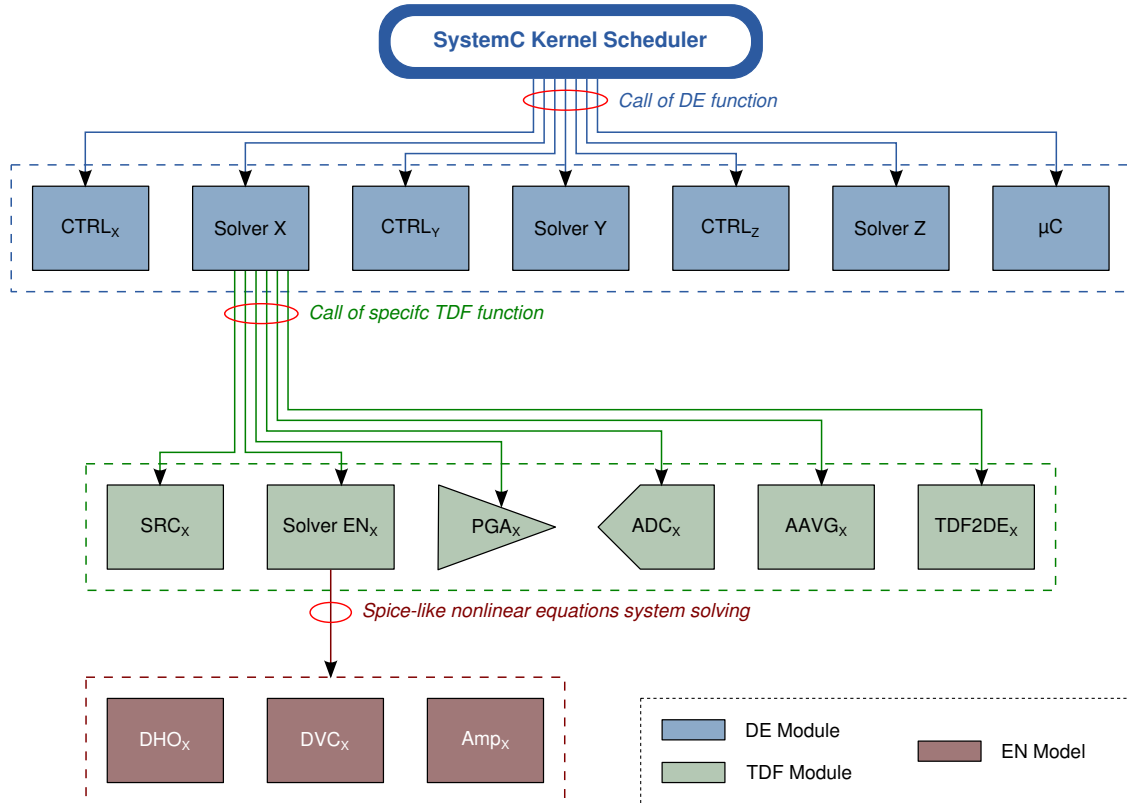 SystemC Kernel Scheduler
Call of DE function
CTRLX
Solver X
CTRLY
Solver Y
CTRLZ
Solver Z
µC
Call of specifc TDF function
SRCX
Solver ENX
PGAX
ADCX
AAVGX
TDF2DEX
Spice-like nonlinear equations system solving
DHOX
DVCX
AmpX
DE Module
TDF Module
EN Model